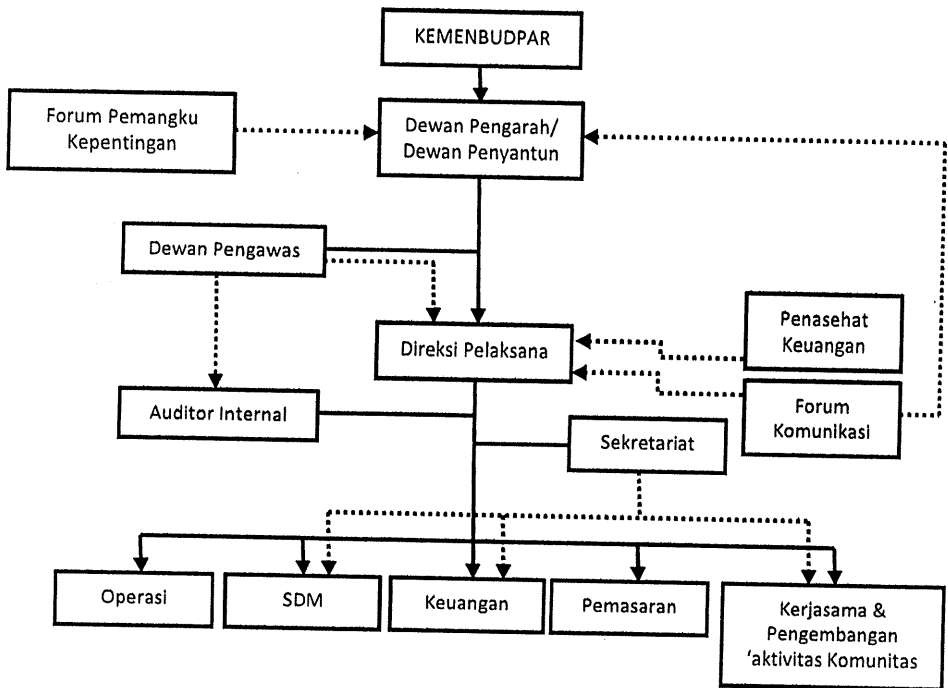 KEMENBUDPAR
Forum Pemangku
Kepentingan
Dewan Pengarah/
Dewan Penyantun
Dewan Pengawas
Direksi Pelaksana
Penasehat
Keuangan
Auditor Internal
Forum
Komunikasi
Sekretariat
Operasi
SDM
Keuangan
Pemasaran
Kerjasama &
Pengembangan
‘aktivitas Komunitas